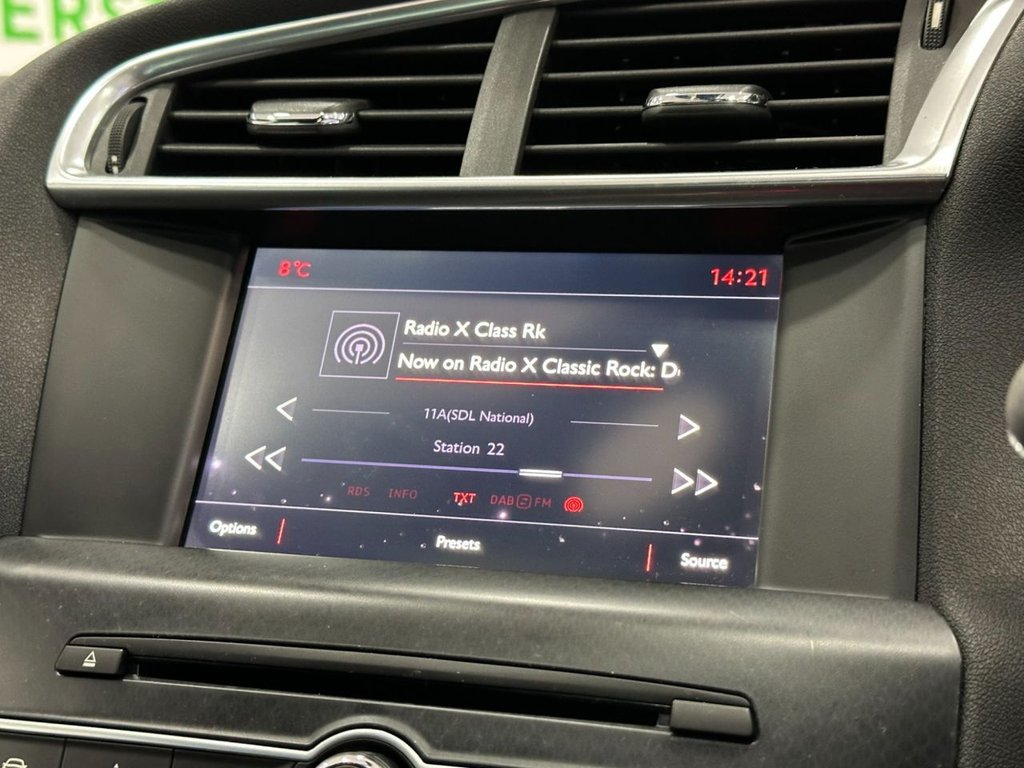 ERS
8°C 14:21
Radio X Class Rk
Now on Radio X Classic Rock: D
11A(SDL National)
Station 22
RDS INFO TXT DAB FM
Options Presets Source